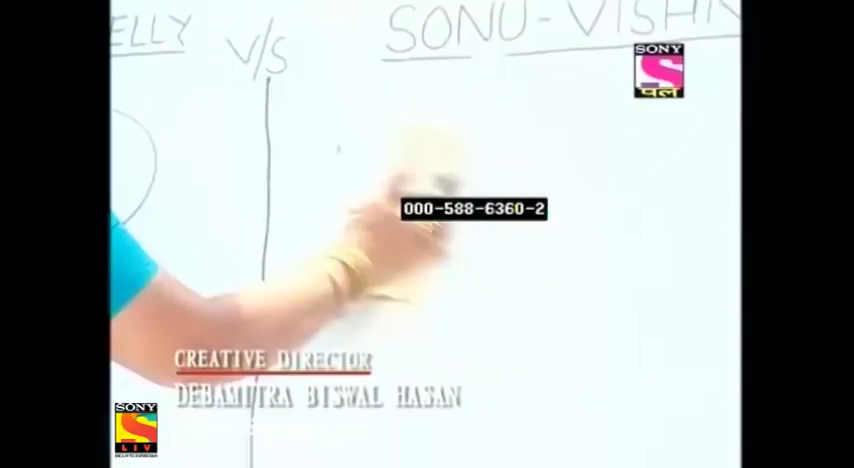 ELLY
V/S
SONU-VISHN
SONY
पल
000-588-6360-2
CREATIVE DIRECTOR
DEBAMITRA BISWAL HASAN
SONY
LIV